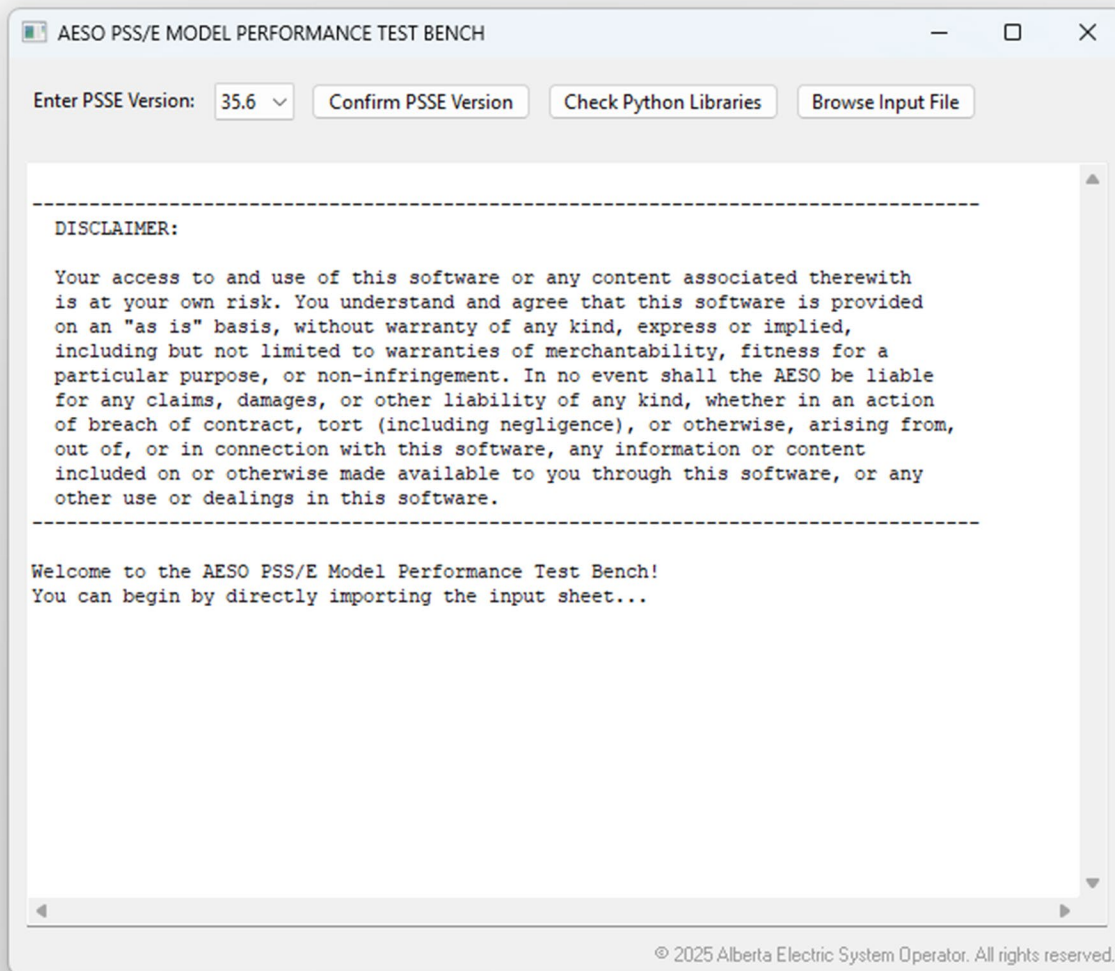 AESO PSS/E MODEL PERFORMANCE TEST BENCH
Enter PSSE Version: 35.6 Confirm PSSE Version Check Python Libraries Browse Input File
-----------------------------------------------------------------------------------
DISCLAIMER:
Your access to and use of this software or any content associated therewith
is at your own risk. You understand and agree that this software is provided
on an "as is" basis, without warranty of any kind, express or implied,
including but not limited to warranties of merchantability, fitness for a
particular purpose, or non-infringement. In no event shall the AESO be liable
for any claims, damages, or other liability of any kind, whether in an action
of breach of contract, tort (including negligence), or otherwise, arising from,
out of, or in connection with this software, any information or content
included on or otherwise made available to you through this software, or any
other use or dealings in this software.
-----------------------------------------------------------------------------------
Welcome to the AESO PSS/E Model Performance Test Bench!
You can begin by directly importing the input sheet...
© 2025 Alberta Electric System Operator. All rights reserved.